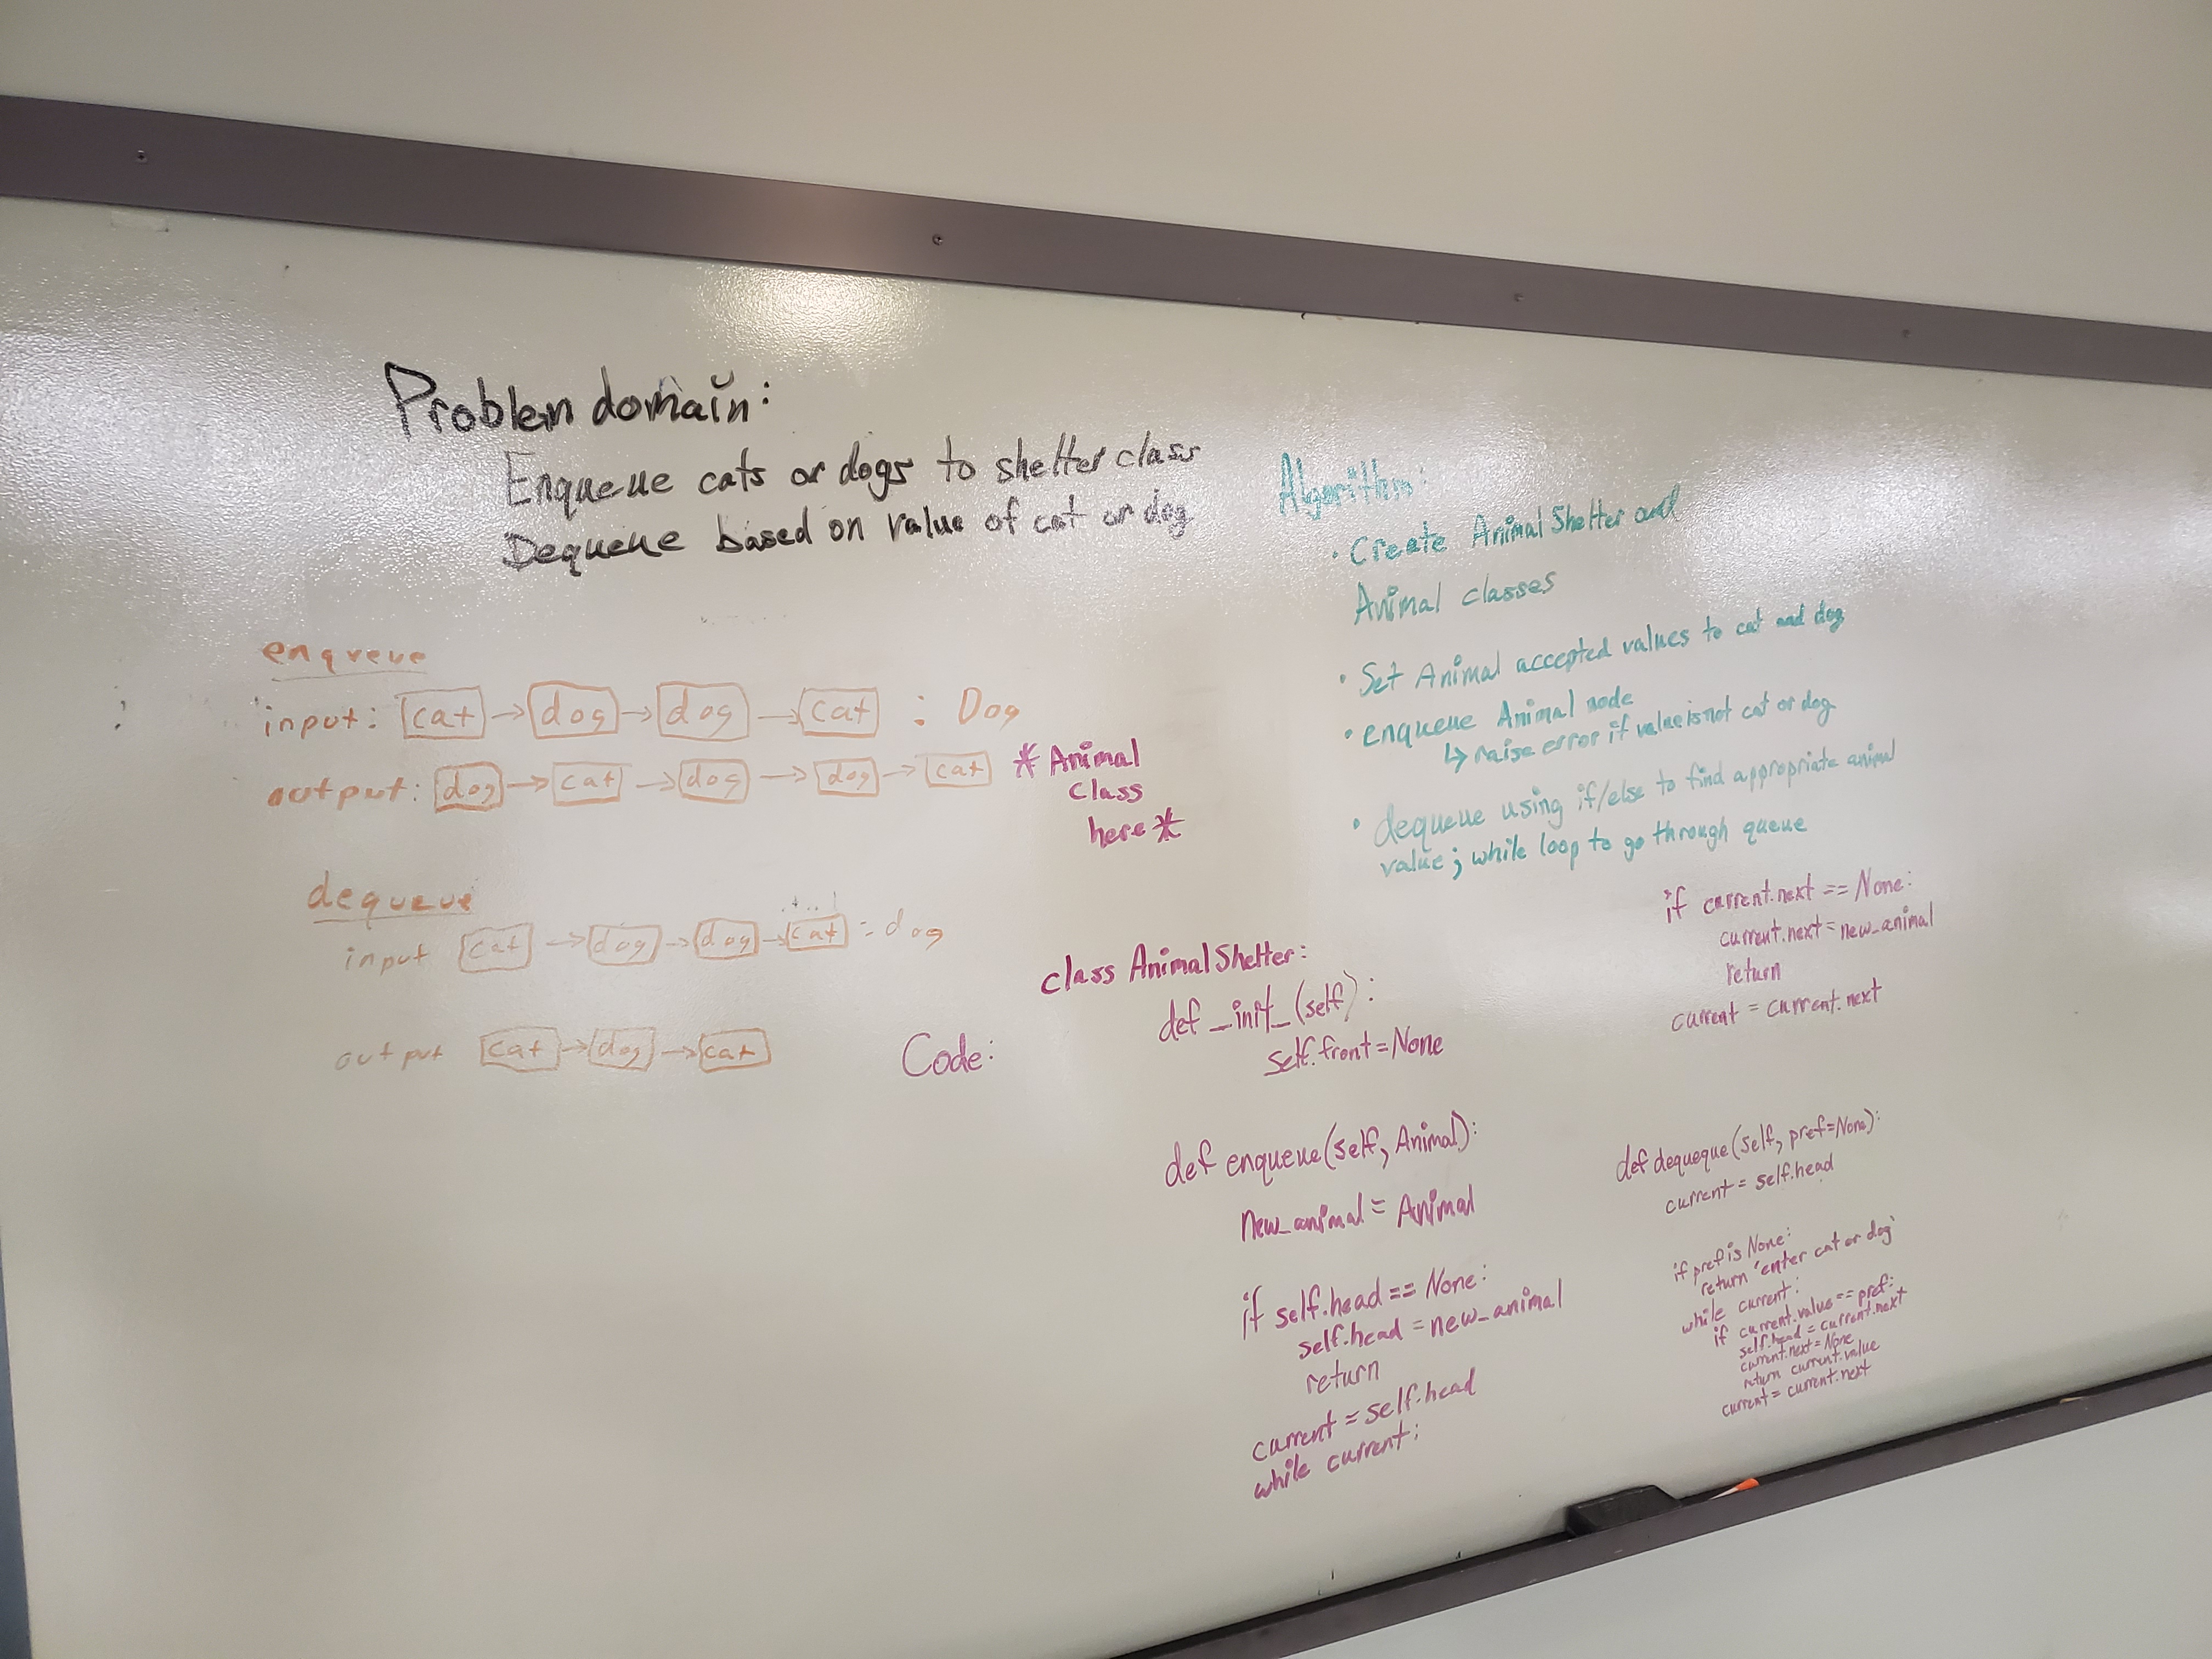 Problem domain:
Enqueue cats or dogs to shelter class
Dequeue based on value of cat or dog
enqueue
input: cat → dog → dog → cat : Dog
output: dog → cat → dog → dog → cat
dequeue
input cat → dog → dog → cat = dog
output cat → dog → cat
Algorithm:
• Create AnimalShelter and
Animal classes
• Set Animal accepted values to cat and dog
• enqueue Animal node
↳ raise error if value is not cat or dog
• dequeue using if/else to find appropriate animal
value; while loop to go through queue
Code:
* Animal
class
here *
class AnimalShelter:
def _init_(self):
self.front = None
def enqueue(self, Animal):
new_animal = Animal
if self.head == None:
self.head = new_animal
return
current = self.head
while current:
if current.next == None:
current.next = new_animal
return
current = current.next
def dequeque(self, pref=None):
current = self.head
if pref is None:
return 'enter cat or dog'
while current:
if current.value == pref:
self.head = current.next
current.next = None
return current.value
current = current.next